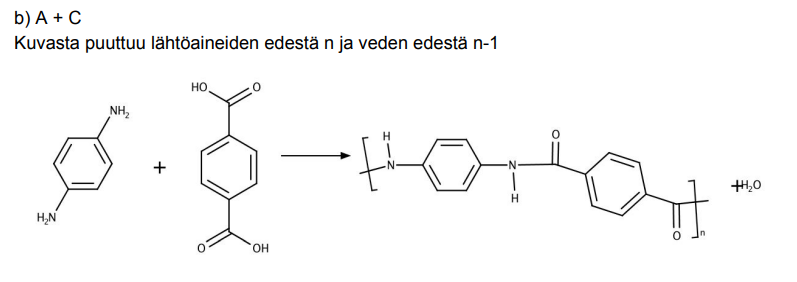 b) A + C
Kuvasta puuttuu lähtöaineiden edestä n ja veden edestä n-1
HO
O
NH₂
H₂N
+
O
OH
H
N
N
H
O
O
n
+H₂O